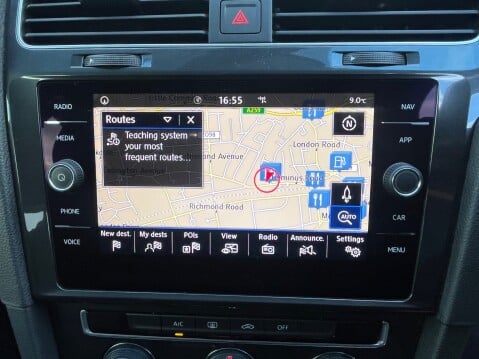 RADIO
MEDIA
PHONE
VOICE
16:55
9.0℃
A259
Routes
X
Teaching system
your most
frequent routes...
London Road
Richmond Road
N
AUTO
New dest.
My dests
POIs
View
Radio
Announce.
Settings
NAV
APP
CAR
MENU
A/C
OFF